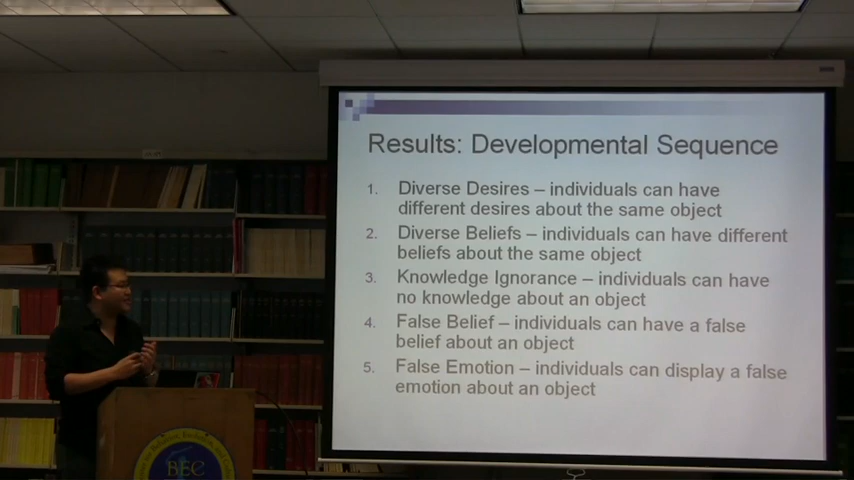 Results: Developmental Sequence
1. Diverse Desires – individuals can have
different desires about the same object
2. Diverse Beliefs – individuals can have different
beliefs about the same object
3. Knowledge Ignorance – individuals can have
no knowledge about an object
4. False Belief – individuals can have a false
belief about an object
5. False Emotion – individuals can display a false
emotion about an object
BEC